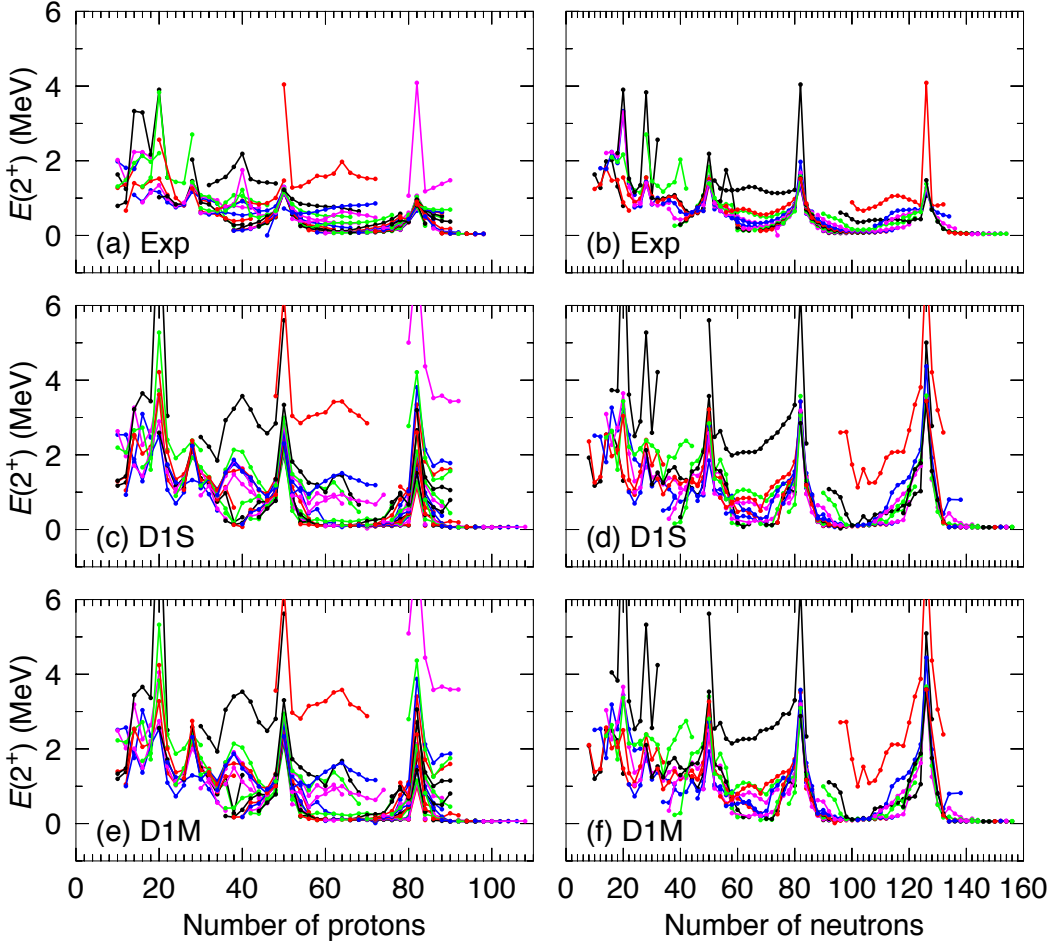 6
4
2
0
E(2⁺) (MeV)
(a) Exp
(b) Exp
6
4
2
0
E(2⁺) (MeV)
(c) D1S
(d) D1S
6
4
2
0
E(2⁺) (MeV)
(e) D1M
(f) D1M
0 20 40 60 80 100
0 20 40 60 80 100 120 140 160
Number of protons
Number of neutrons